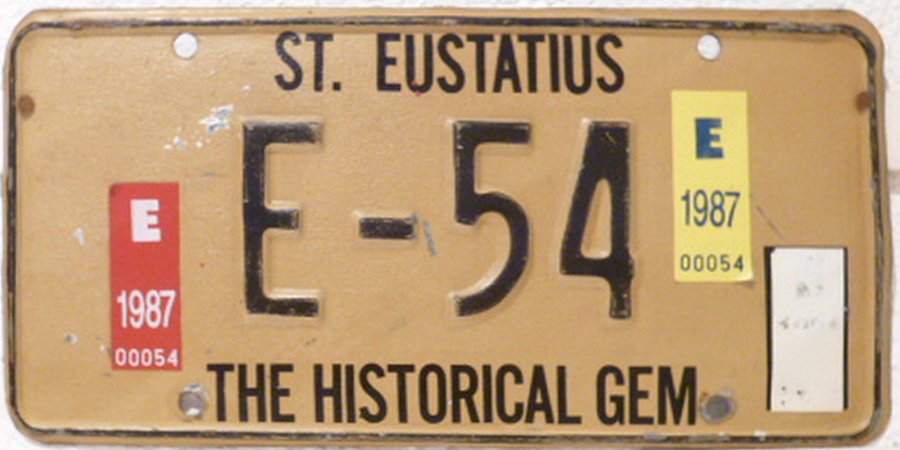 ST. EUSTATIUS
E-54
E
1987
00054
E
1987
00054
THE HISTORICAL GEM